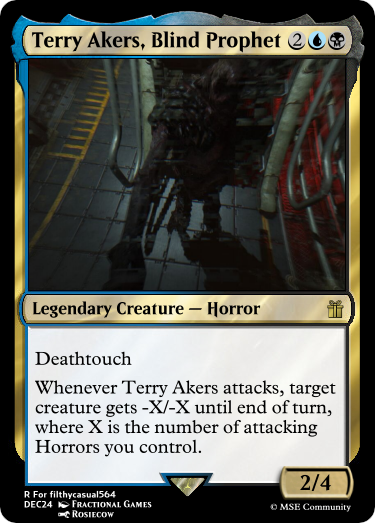 Terry Akers, Blind Prophet 2
Legendary Creature — Horror
Deathtouch
Whenever Terry Akers attacks, target
creature gets -X/-X until end of turn,
where X is the number of attacking
Horrors you control.
2/4
R For filthycasual564
DEC24 Fractional Games
Rosiecow
© MSE Community